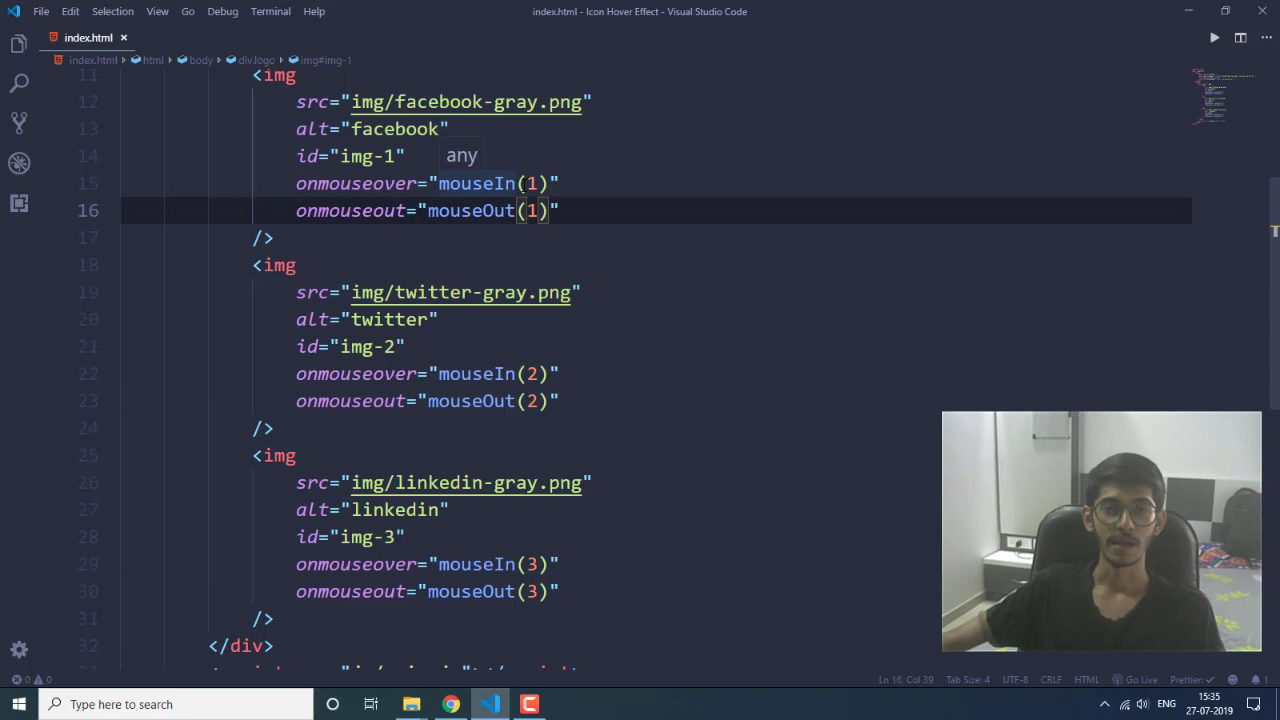 File Edit Selection View Go Debug Terminal Help
index.html - Icon Hover Effect - Visual Studio Code
index.html
index.html html body div.logo img#img-1
11 <img
12 src="img/facebook-gray.png"
13 alt="facebook"
14 id="img-1"
any
15 onmouseover="mouseIn(1)"
16 onmouseout="mouseOut(1)"
17 />
18 <img
19 src="img/twitter-gray.png"
20 alt="twitter"
21 id="img-2"
22 onmouseover="mouseIn(2)"
23 onmouseout="mouseOut(2)"
24 />
25 <img
26 src="img/linkedin-gray.png"
27 alt="linkedin"
28 id="img-3"
29 onmouseover="mouseIn(3)"
30 onmouseout="mouseOut(3)"
31 />
32 </div>
0 0
Ln 16, Col 39 Tab Size: 4 UTF-8 CRLF HTML Go Live Prettier: 1
Type here to search
ENG
15:35
27-07-2019